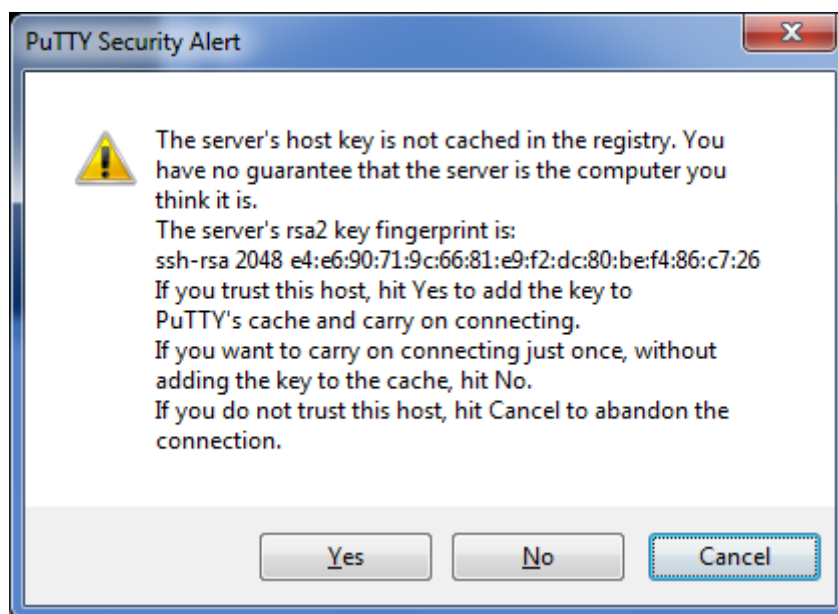 PuTTY Security Alert
The server's host key is not cached in the registry. You
have no guarantee that the server is the computer you
think it is.
The server's rsa2 key fingerprint is:
ssh-rsa 2048 e4:e6:90:71:9c:66:81:e9:f2:dc:80:be:f4:86:c7:26
If you trust this host, hit Yes to add the key to
PuTTY's cache and carry on connecting.
If you want to carry on connecting just once, without
adding the key to the cache, hit No.
If you do not trust this host, hit Cancel to abandon the
connection.
Yes No Cancel